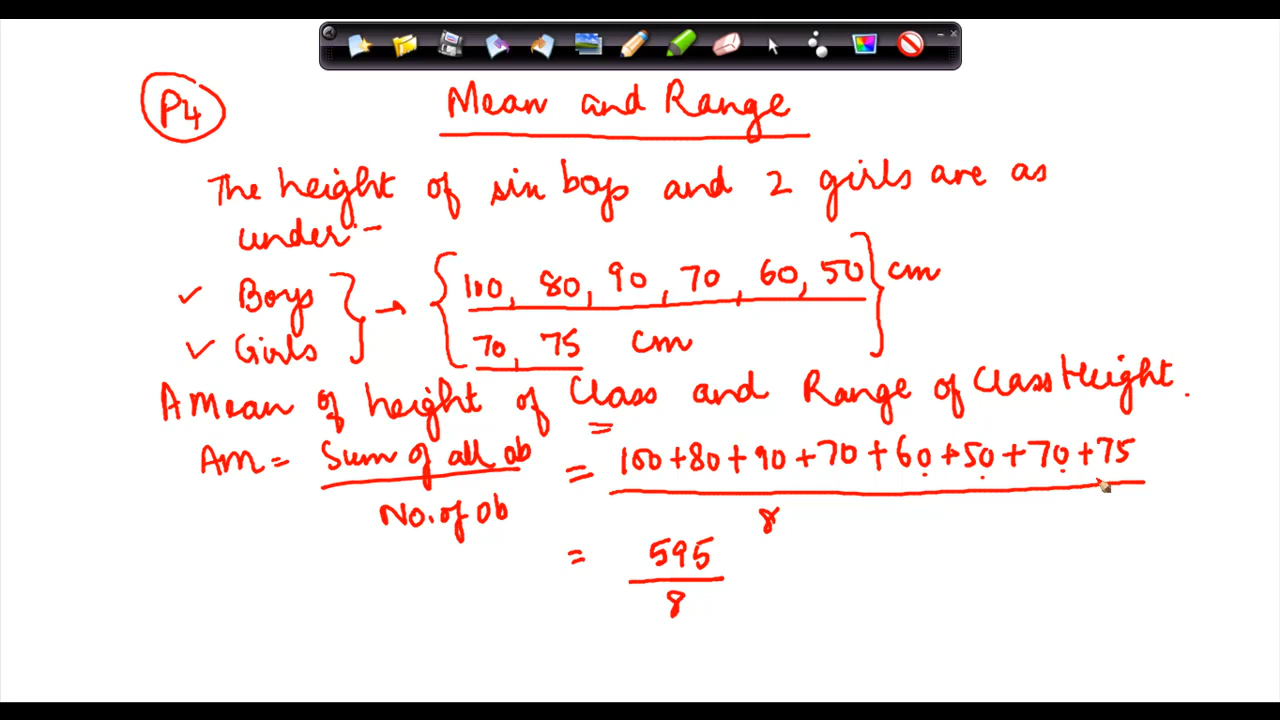 P4
Mean and Range
The height of sin boys and 2 girls are as
under:-
✓ Boys } → { 100, 80, 90, 70, 60, 50 } cm
✓ Girls } { 70, 75 cm }
A Mean of height of Class and Range of Class Height.
AM = Sum of all ob / No. of Ob = 100+80+90+70+60+50+70+75 / 8
= 595 / 8